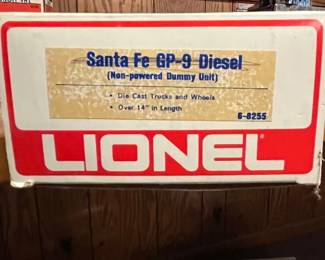 Santa Fe GP-9 Diesel
(Non-powered Dummy Unit)
• Die Cast Trucks and Wheels
• Over 14" in Length
6-8255
LIONEL